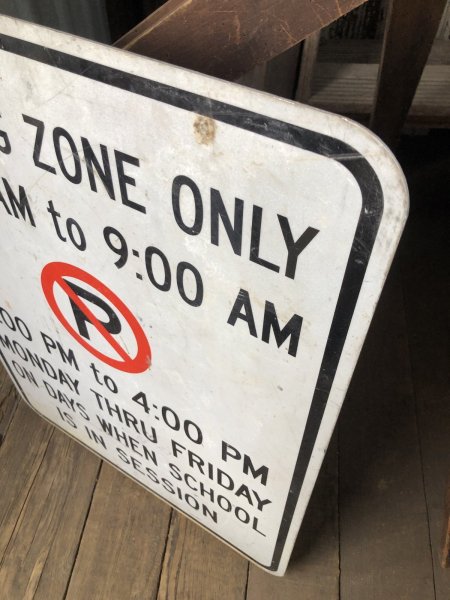 G ZONE ONLY
AM to 9:00 AM
P
:00 PM to 4:00 PM
MONDAY THRU FRIDAY
ON DAYS WHEN SCHOOL
IS IN SESSION